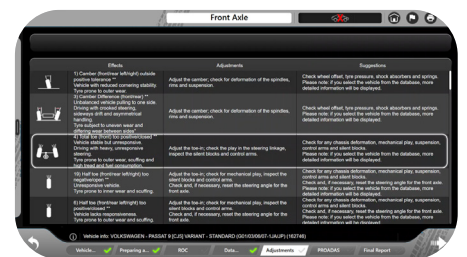 Front Axle
Effects
Adjustments
Suggestions
1) Camber (front/rear left/right) outside
positive tolerance **
Vehicle with reduced cornering stability.
Tyre prone to outer wear.
Adjust the camber; check for deformation of the spindles,
rims and suspension.
Check wheel offset, tyre pressure, shock absorbers and springs.
Please note: if you select the vehicle from the database, more
detailed information will be displayed.
3) Camber Difference (front/rear) **
Unbalanced vehicle pulling to one side.
Driving with crooked steering,
sideways drift and asymmetrical
handling.
Tyre subject to uneven wear and
differing wear between sides"
Adjust the camber; check for deformation of the spindles,
rims and suspension.
Check wheel offset, tyre pressure, shock absorbers and springs.
Please note: if you select the vehicle from the database, more
detailed information will be displayed.
4) Total toe (front) too positive/closed **
Vehicle stable but unresponsive.
Driving with heavy, unresponsive
steering.
Tyre prone to outer wear, scuffing and
high tread and fuel consumption.
Adjust the toe-in; check the play in the steering linkage,
inspect the silent blocks and control arms.
Check for any chassis deformation, mechanical play, suspension,
control arms and silent blocks.
Please note: if you select the vehicle from the database, more
detailed information will be displayed.
10) Half toe (front/rear left/right) too
negative/open **
Unresponsive vehicle.
Tyre prone to inner wear and scuffing.
Adjust the toe-in; check for mechanical play, inspect the
silent blocks and control arms.
Check and, if necessary, reset the steering angle for the
front axle.
Check for any chassis deformation, mechanical play, suspension,
control arms and silent blocks.
Check and, if necessary, reset the steering angle for the front axle.
Please note: if you select the vehicle from the database, more
detailed information will be displayed.
6) Half toe (front/rear left/right) too
positive/closed **
Vehicle lacks responsiveness.
Tyre prone to outer wear and scuffing.
Adjust the toe-in; check for mechanical play, inspect the
silent blocks and control arms.
Check and, if necessary, reset the steering angle for the
front axle.
Check for any chassis deformation, mechanical play, suspension,
control arms and silent blocks.
Check and, if necessary, reset the steering angle for the front axle.
Please note: if you select the vehicle from the database, more
detailed information will be displayed.
Vehicle info: VOLKSWAGEN - PASSAT 9 [CJ5] VARIANT - STANDARD (G01/03/06/07-1JA/JP) (162746)
Vehicle...
Preparing a...
ROC
Data...
Adjustments
PROADAS
Final Report